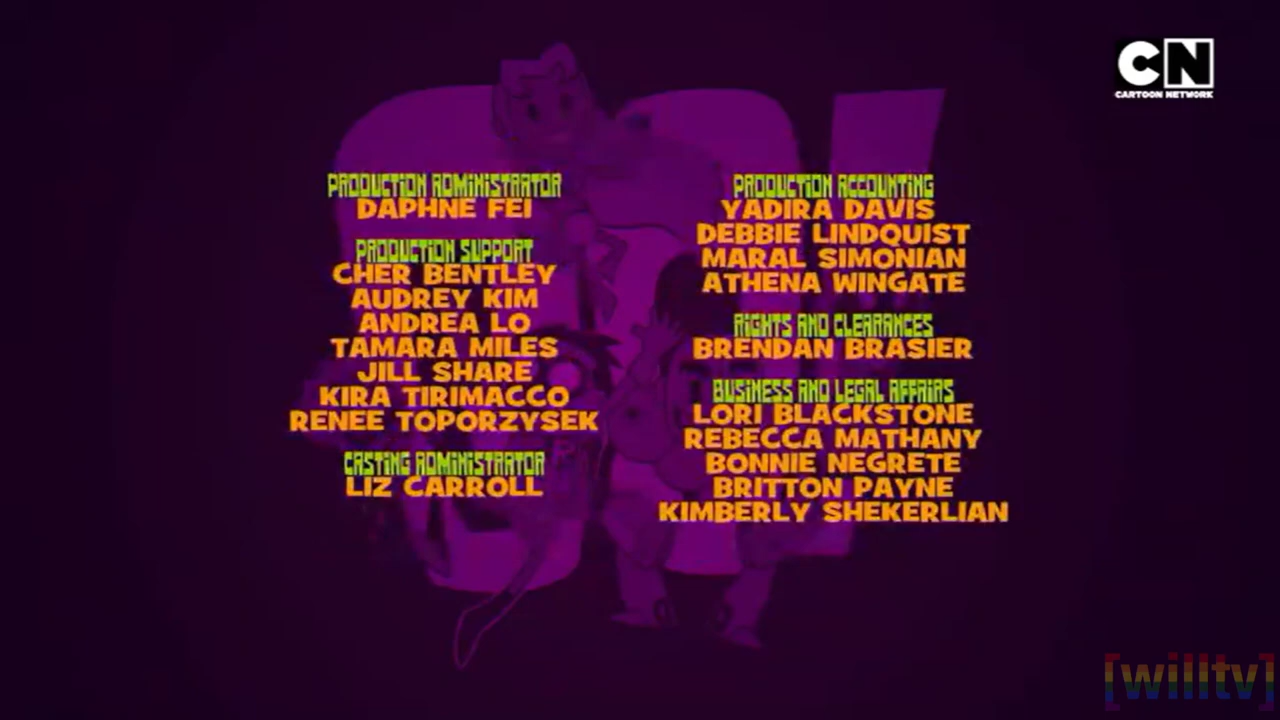 CN
CARTOON NETWORK
PRODUCTION ADMINISTRATOR
DAPHNE FEI
PRODUCTION SUPPORT
CHER BENTLEY
AUDREY KIM
ANDREA LO
TAMARA MILES
JILL SHARE
KIRA TIRIMACCO
RENEE TOPORZYSEK
CASTING ADMINISTRATOR
LIZ CARROLL
PRODUCTION ACCOUNTING
YADIRA DAVIS
DEBBIE LINDQUIST
MARAL SIMONIAN
ATHENA WINGATE
RIGHTS AND CLEARANCES
BRENDAN BRASIER
BUSINESS AND LEGAL AFFAIRS
LORI BLACKSTONE
REBECCA MATHANY
BONNIE NEGRETE
BRITTON PAYNE
KIMBERLY SHEKERLIAN
[willtv]